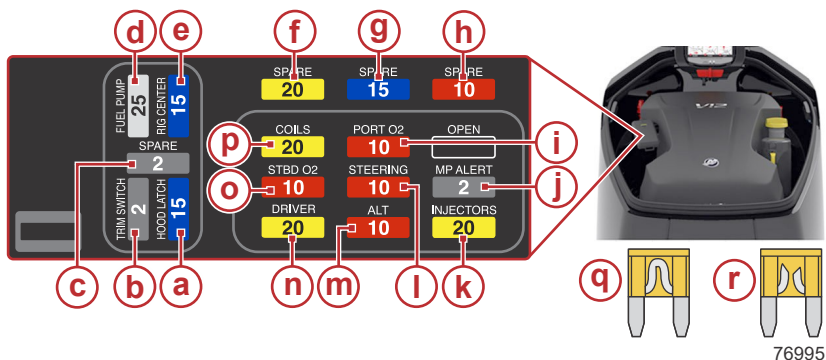 d e f g h
SPARE SPARE SPARE
20 15 10
FUEL PUMP 25
RIG CENTER 15
SPARE
2
TRIM SWITCH 2
HOOD LATCH 15
COILS PORT O2 OPEN
20 10
STBD O2 STEERING MP ALERT
10 10 2
DRIVER ALT INJECTORS
20 10 20
p
o
i
j
c b a n m l k
V12
q r
76995